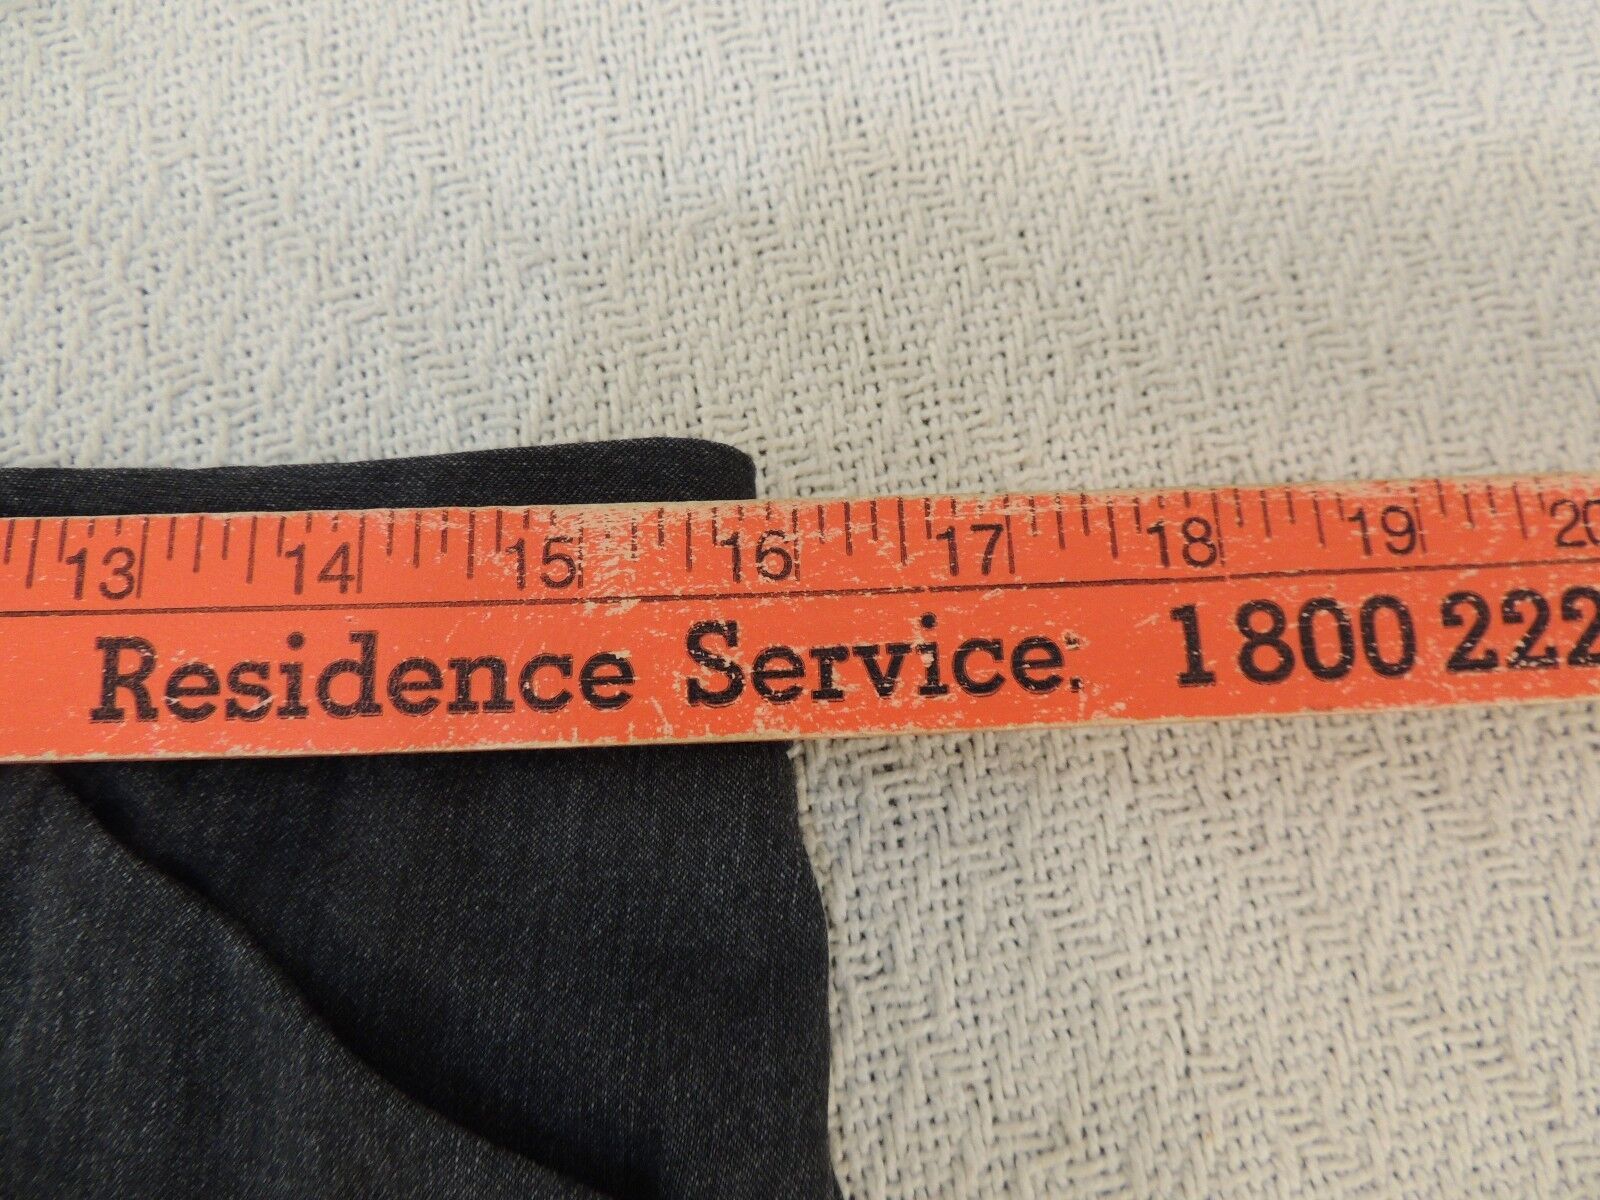 13 14 15 16 17 18 19 20
Residence Service. 1 800 222